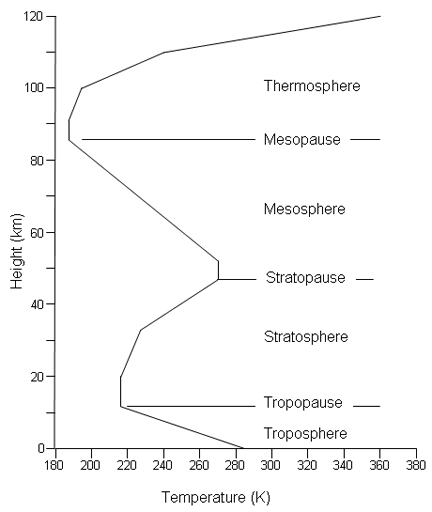 120
100
Thermosphere
Mesopause
80
Mesosphere
60
Height (km)
Stratopause
40
Stratosphere
20
Tropopause
Troposphere
0
180 200 220 240 260 280 300 320 340 360 380
Temperature (K)